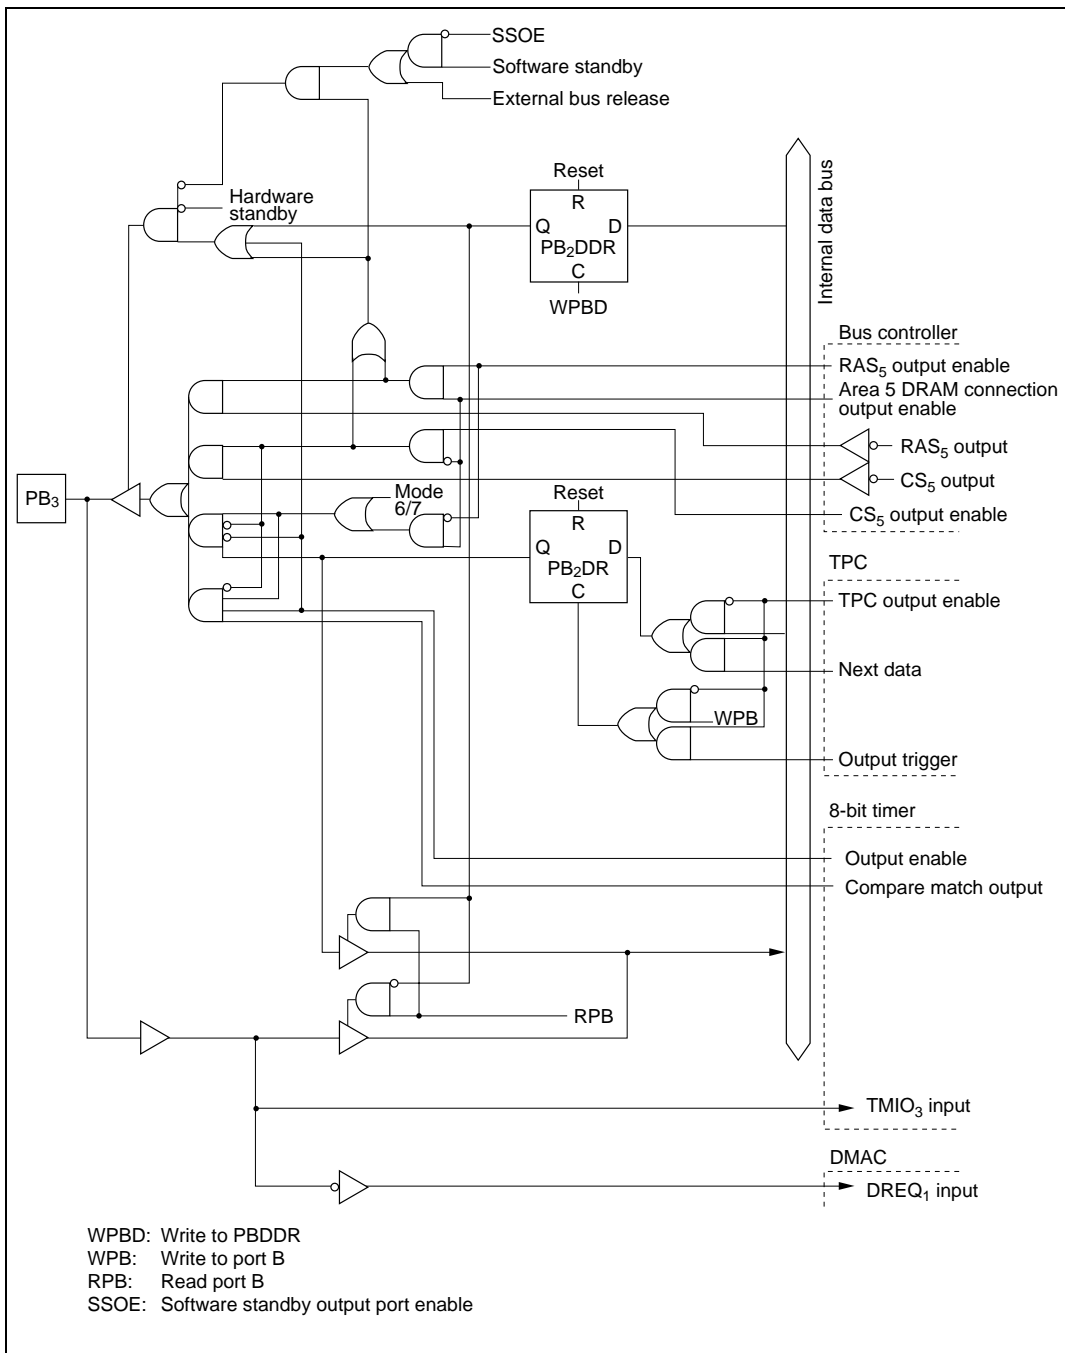 SSOE
Software standby
External bus release
Hardware
standby
Reset
R
Q D
PB₂DDR
C
WPBD
Internal data bus
Bus controller
RAS₅ output enable
Area 5 DRAM connection
output enable
RAS₅ output
CS₅ output
CS₅ output enable
PB₃
Mode
6/7
Reset
R
Q D
PB₂DR
C
TPC
TPC output enable
Next data
WPB
Output trigger
8-bit timer
Output enable
Compare match output
RPB
TMIO₃ input
DMAC
DREQ₁ input
WPBD: Write to PBDDR
WPB: Write to port B
RPB: Read port B
SSOE: Software standby output port enable